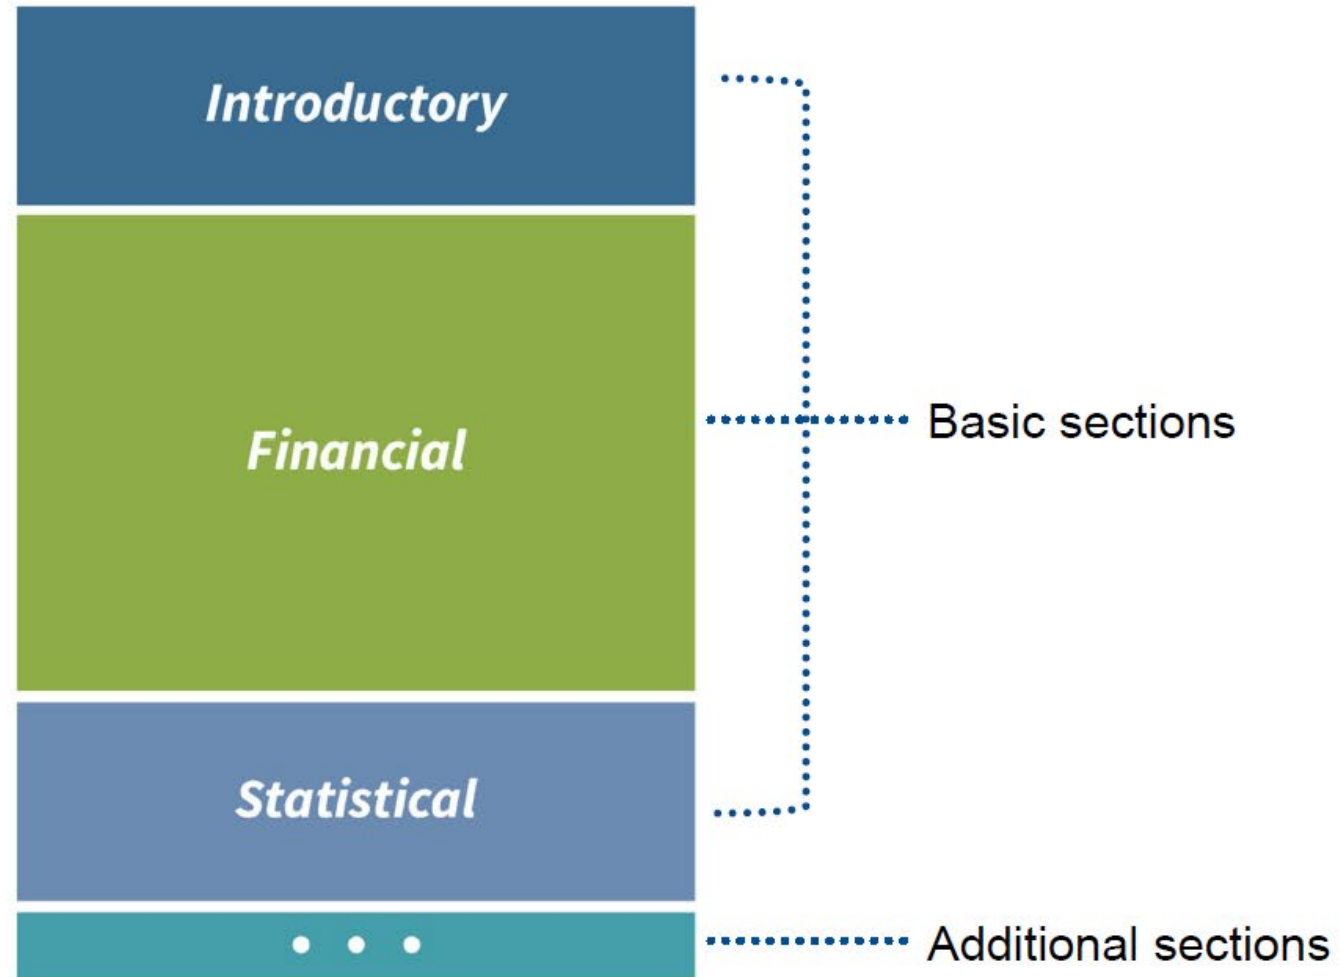 Introductory
Financial
Basic sections
Statistical
• • •
Additional sections